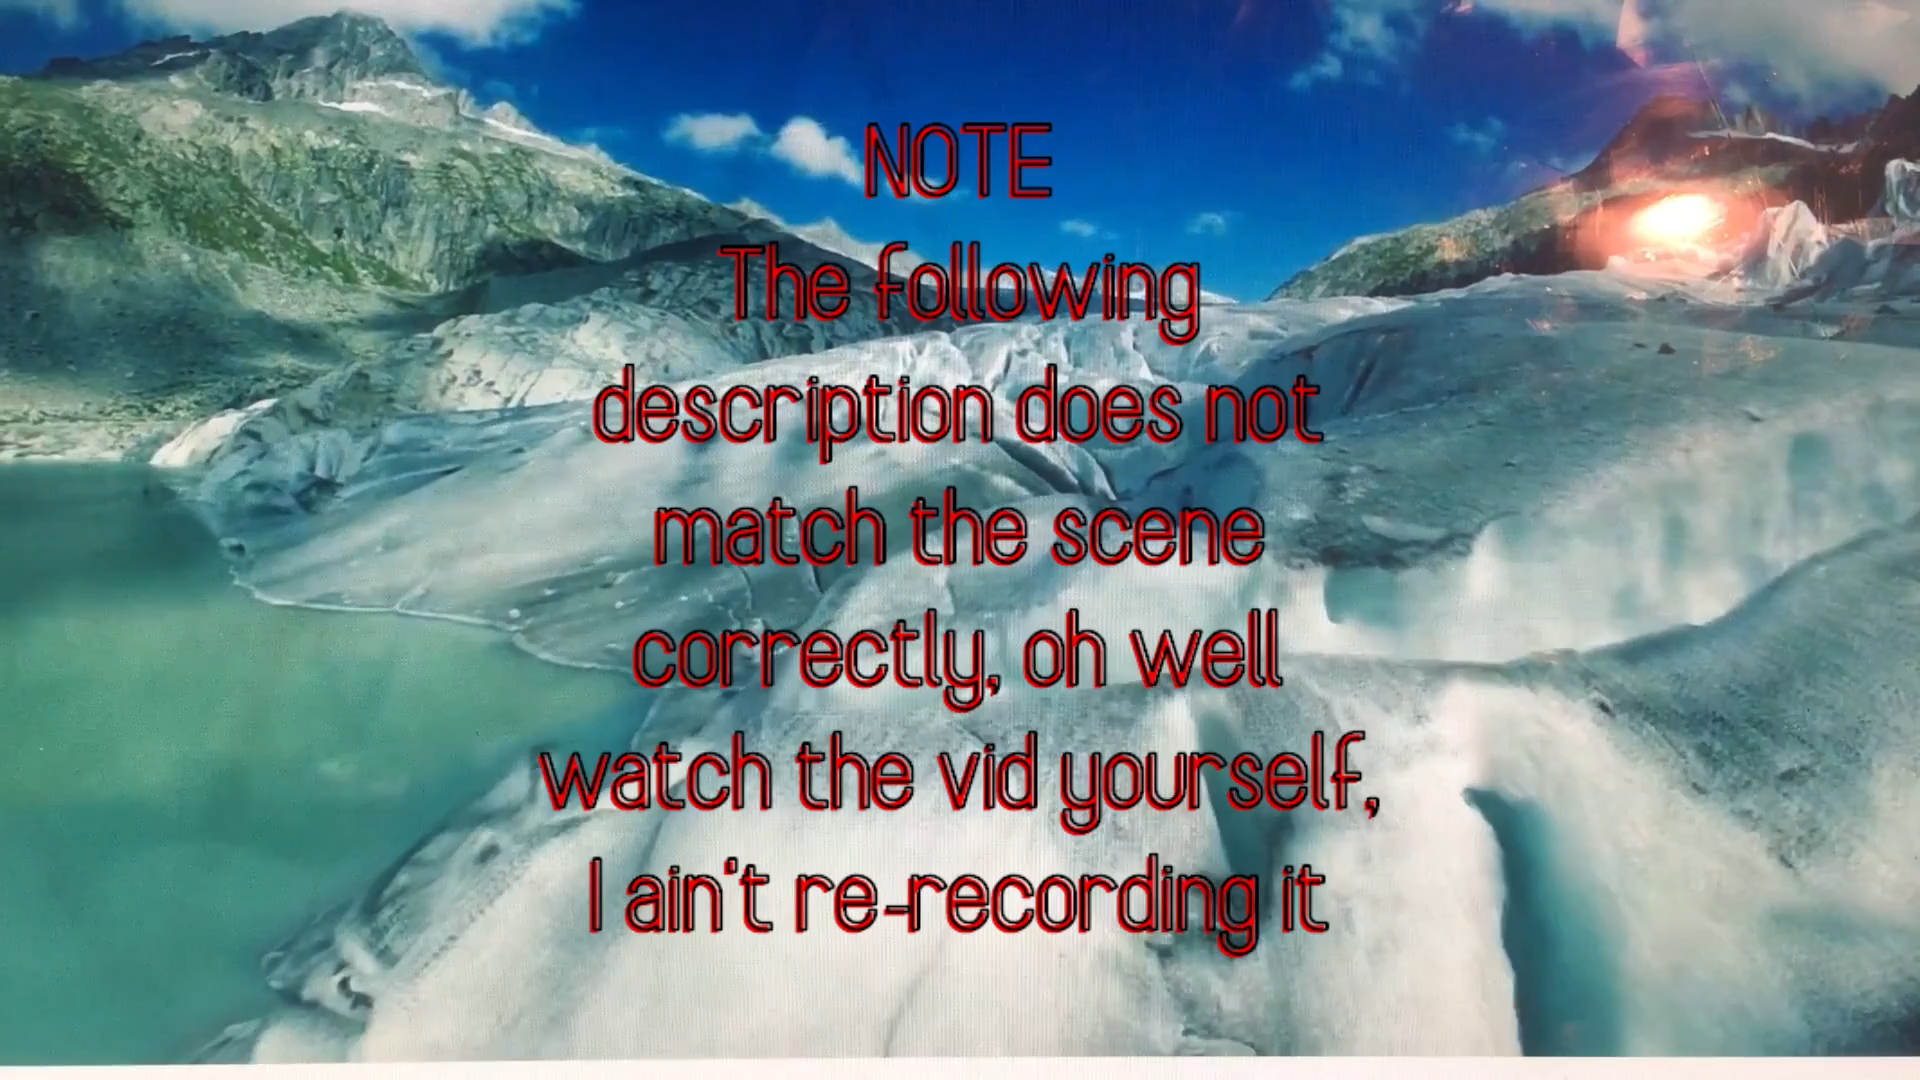 NOTE
The following
description does not
match the scene
correctly, oh well
watch the vid yourself,
I ain't re-recording it